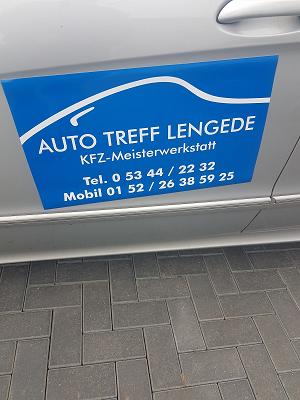 AUTO TREFF LENGEDE
KFZ-Meisterwerkstatt
Tel. 0 53 44 / 22 32
Mobil 01 52 / 26 38 59 25